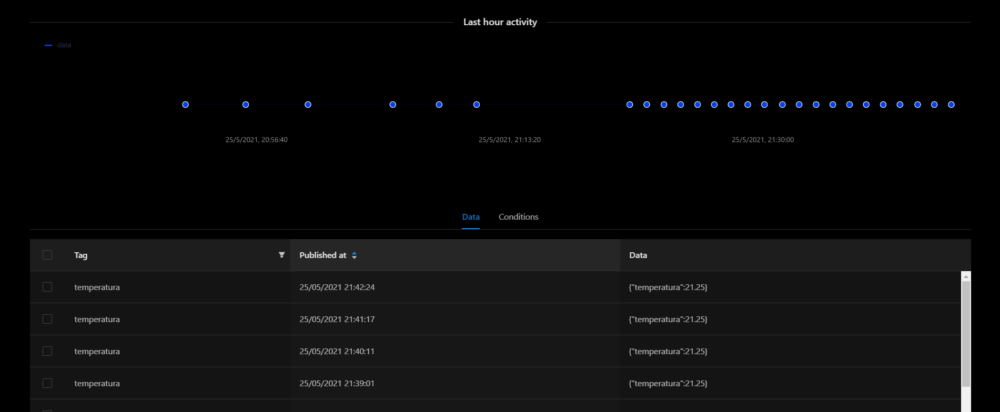 Last hour activity
data
25/5/2021, 20:56:40 25/5/2021, 21:13:20 25/5/2021, 21:30:00
Data Conditions
Tag Published at Data
temperatura 25/05/2021 21:42:24 {"temperatura":21.25}
temperatura 25/05/2021 21:41:17 {"temperatura":21.25}
temperatura 25/05/2021 21:40:11 {"temperatura":21.25}
temperatura 25/05/2021 21:39:01 {"temperatura":21.25}